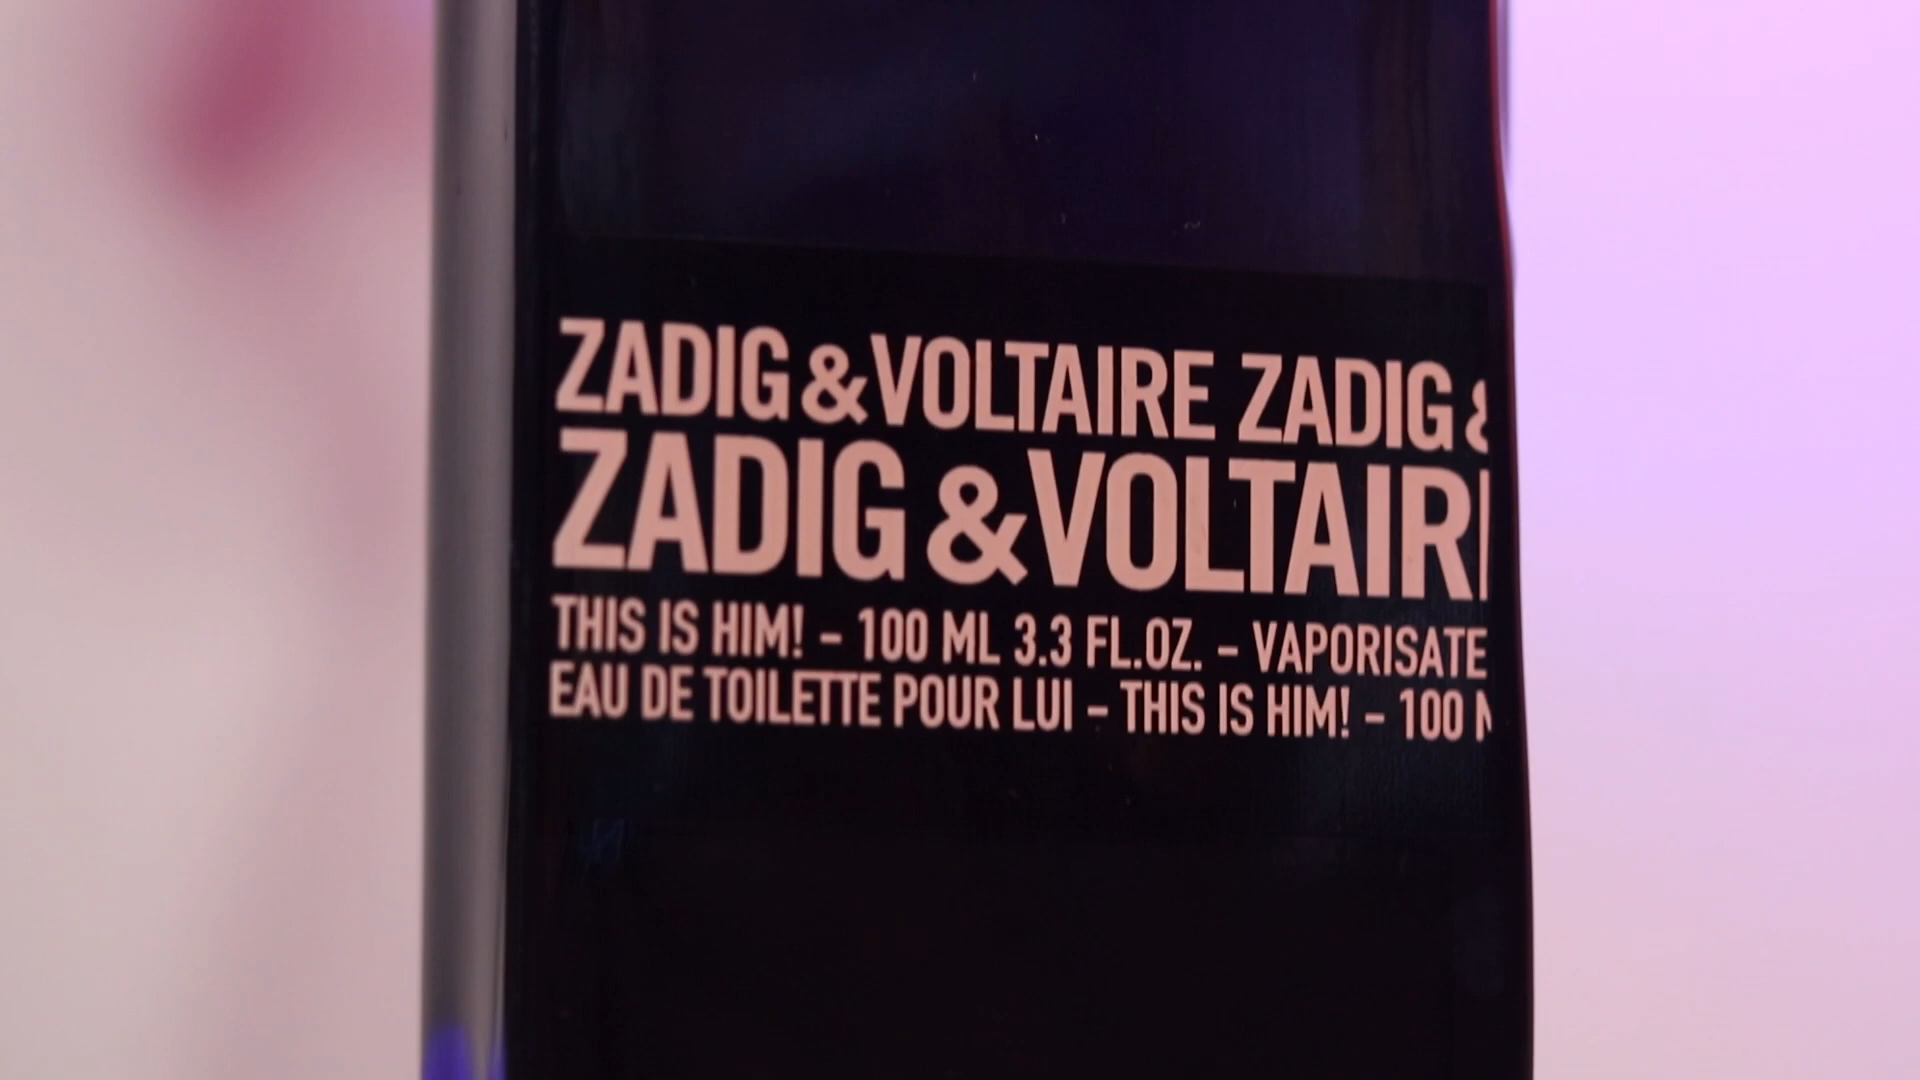 ZADIG & VOLTAIRE ZADIG &
ZADIG & VOLTAIRE
THIS IS HIM! – 100 ML 3.3 FL.OZ. – VAPORISATE
EAU DE TOILETTE POUR LUI – THIS IS HIM! – 100 M